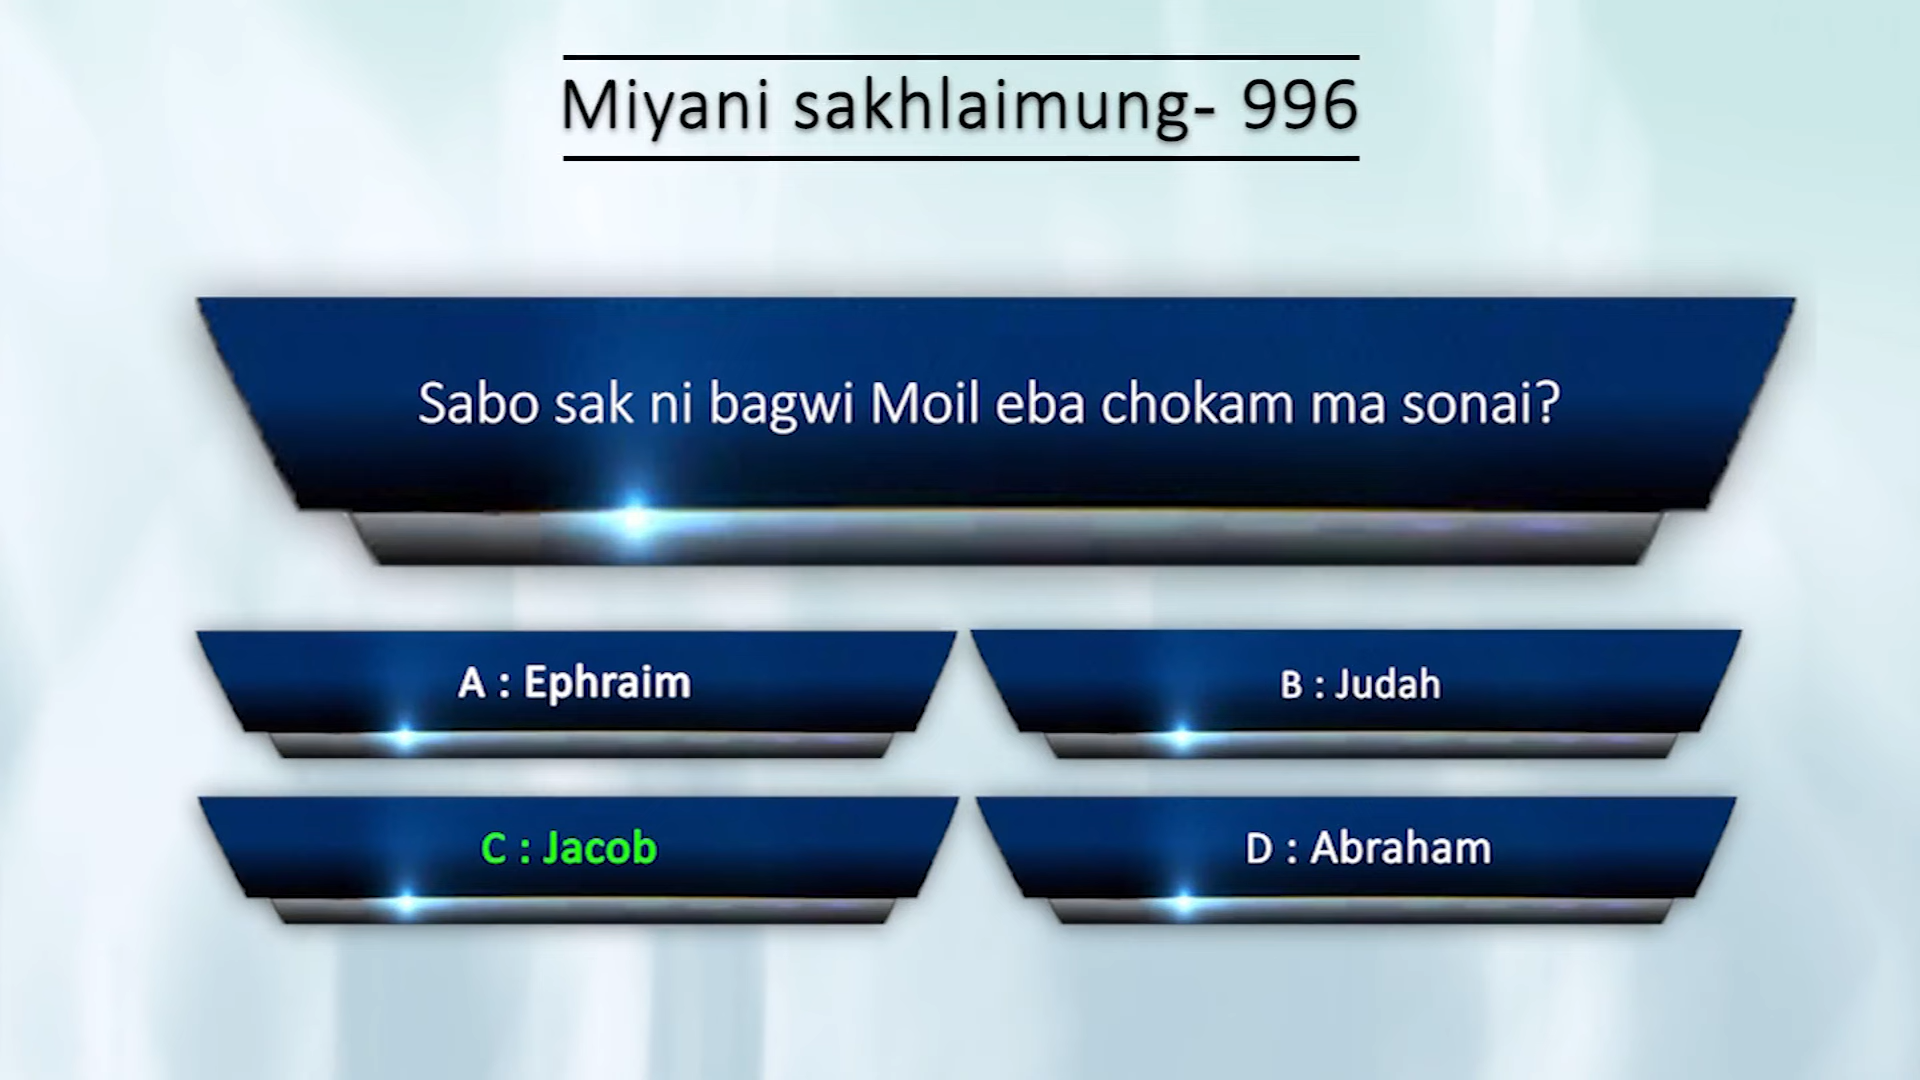 Miyani sakhlaimung- 996
Sabo sak ni bagwi Moil eba chokam ma sonai?
A : Ephraim
B : Judah
C : Jacob
D : Abraham